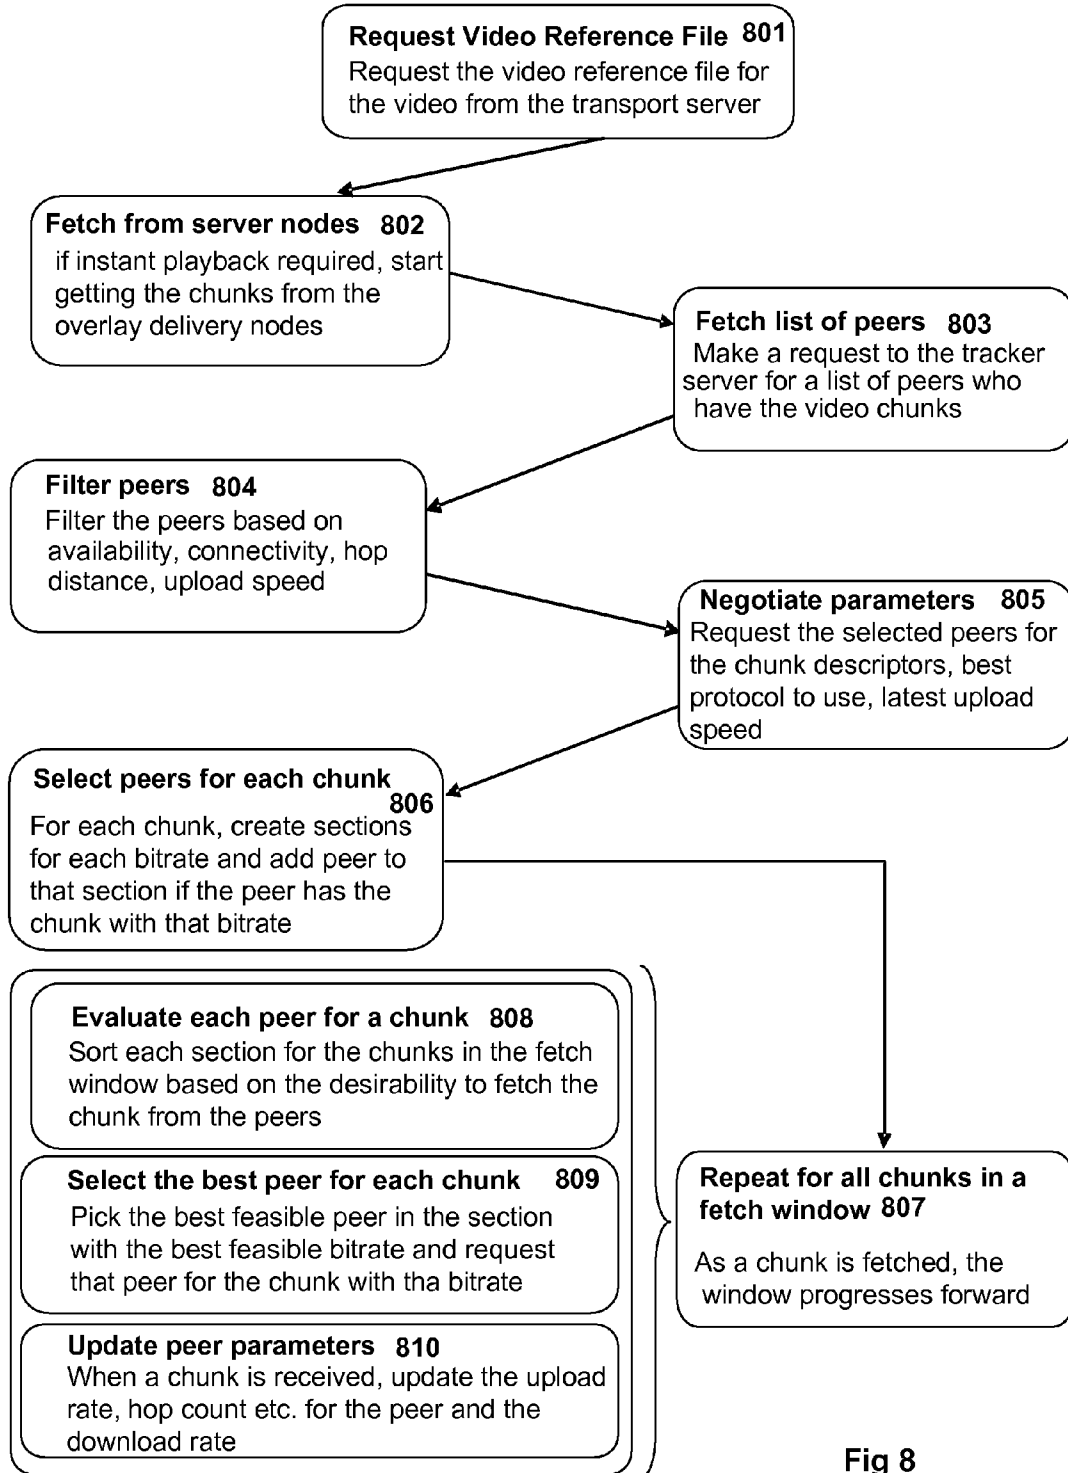 Request Video Reference File 801
Request the video reference file for
the video from the transport server
Fetch from server nodes 802
if instant playback required, start
getting the chunks from the
overlay delivery nodes
Fetch list of peers 803
Make a request to the tracker
server for a list of peers who
have the video chunks
Filter peers 804
Filter the peers based on
availability, connectivity, hop
distance, upload speed
Negotiate parameters 805
Request the selected peers for
the chunk descriptors, best
protocol to use, latest upload
speed
Select peers for each chunk
806
For each chunk, create sections
for each bitrate and add peer to
that section if the peer has the
chunk with that bitrate
Evaluate each peer for a chunk 808
Sort each section for the chunks in the fetch
window based on the desirability to fetch the
chunk from the peers
Select the best peer for each chunk 809
Pick the best feasible peer in the section
with the best feasible bitrate and request
that peer for the chunk with tha bitrate
Update peer parameters 810
When a chunk is received, update the upload
rate, hop count etc. for the peer and the
download rate
Repeat for all chunks in a
fetch window 807
As a chunk is fetched, the
window progresses forward
Fig 8